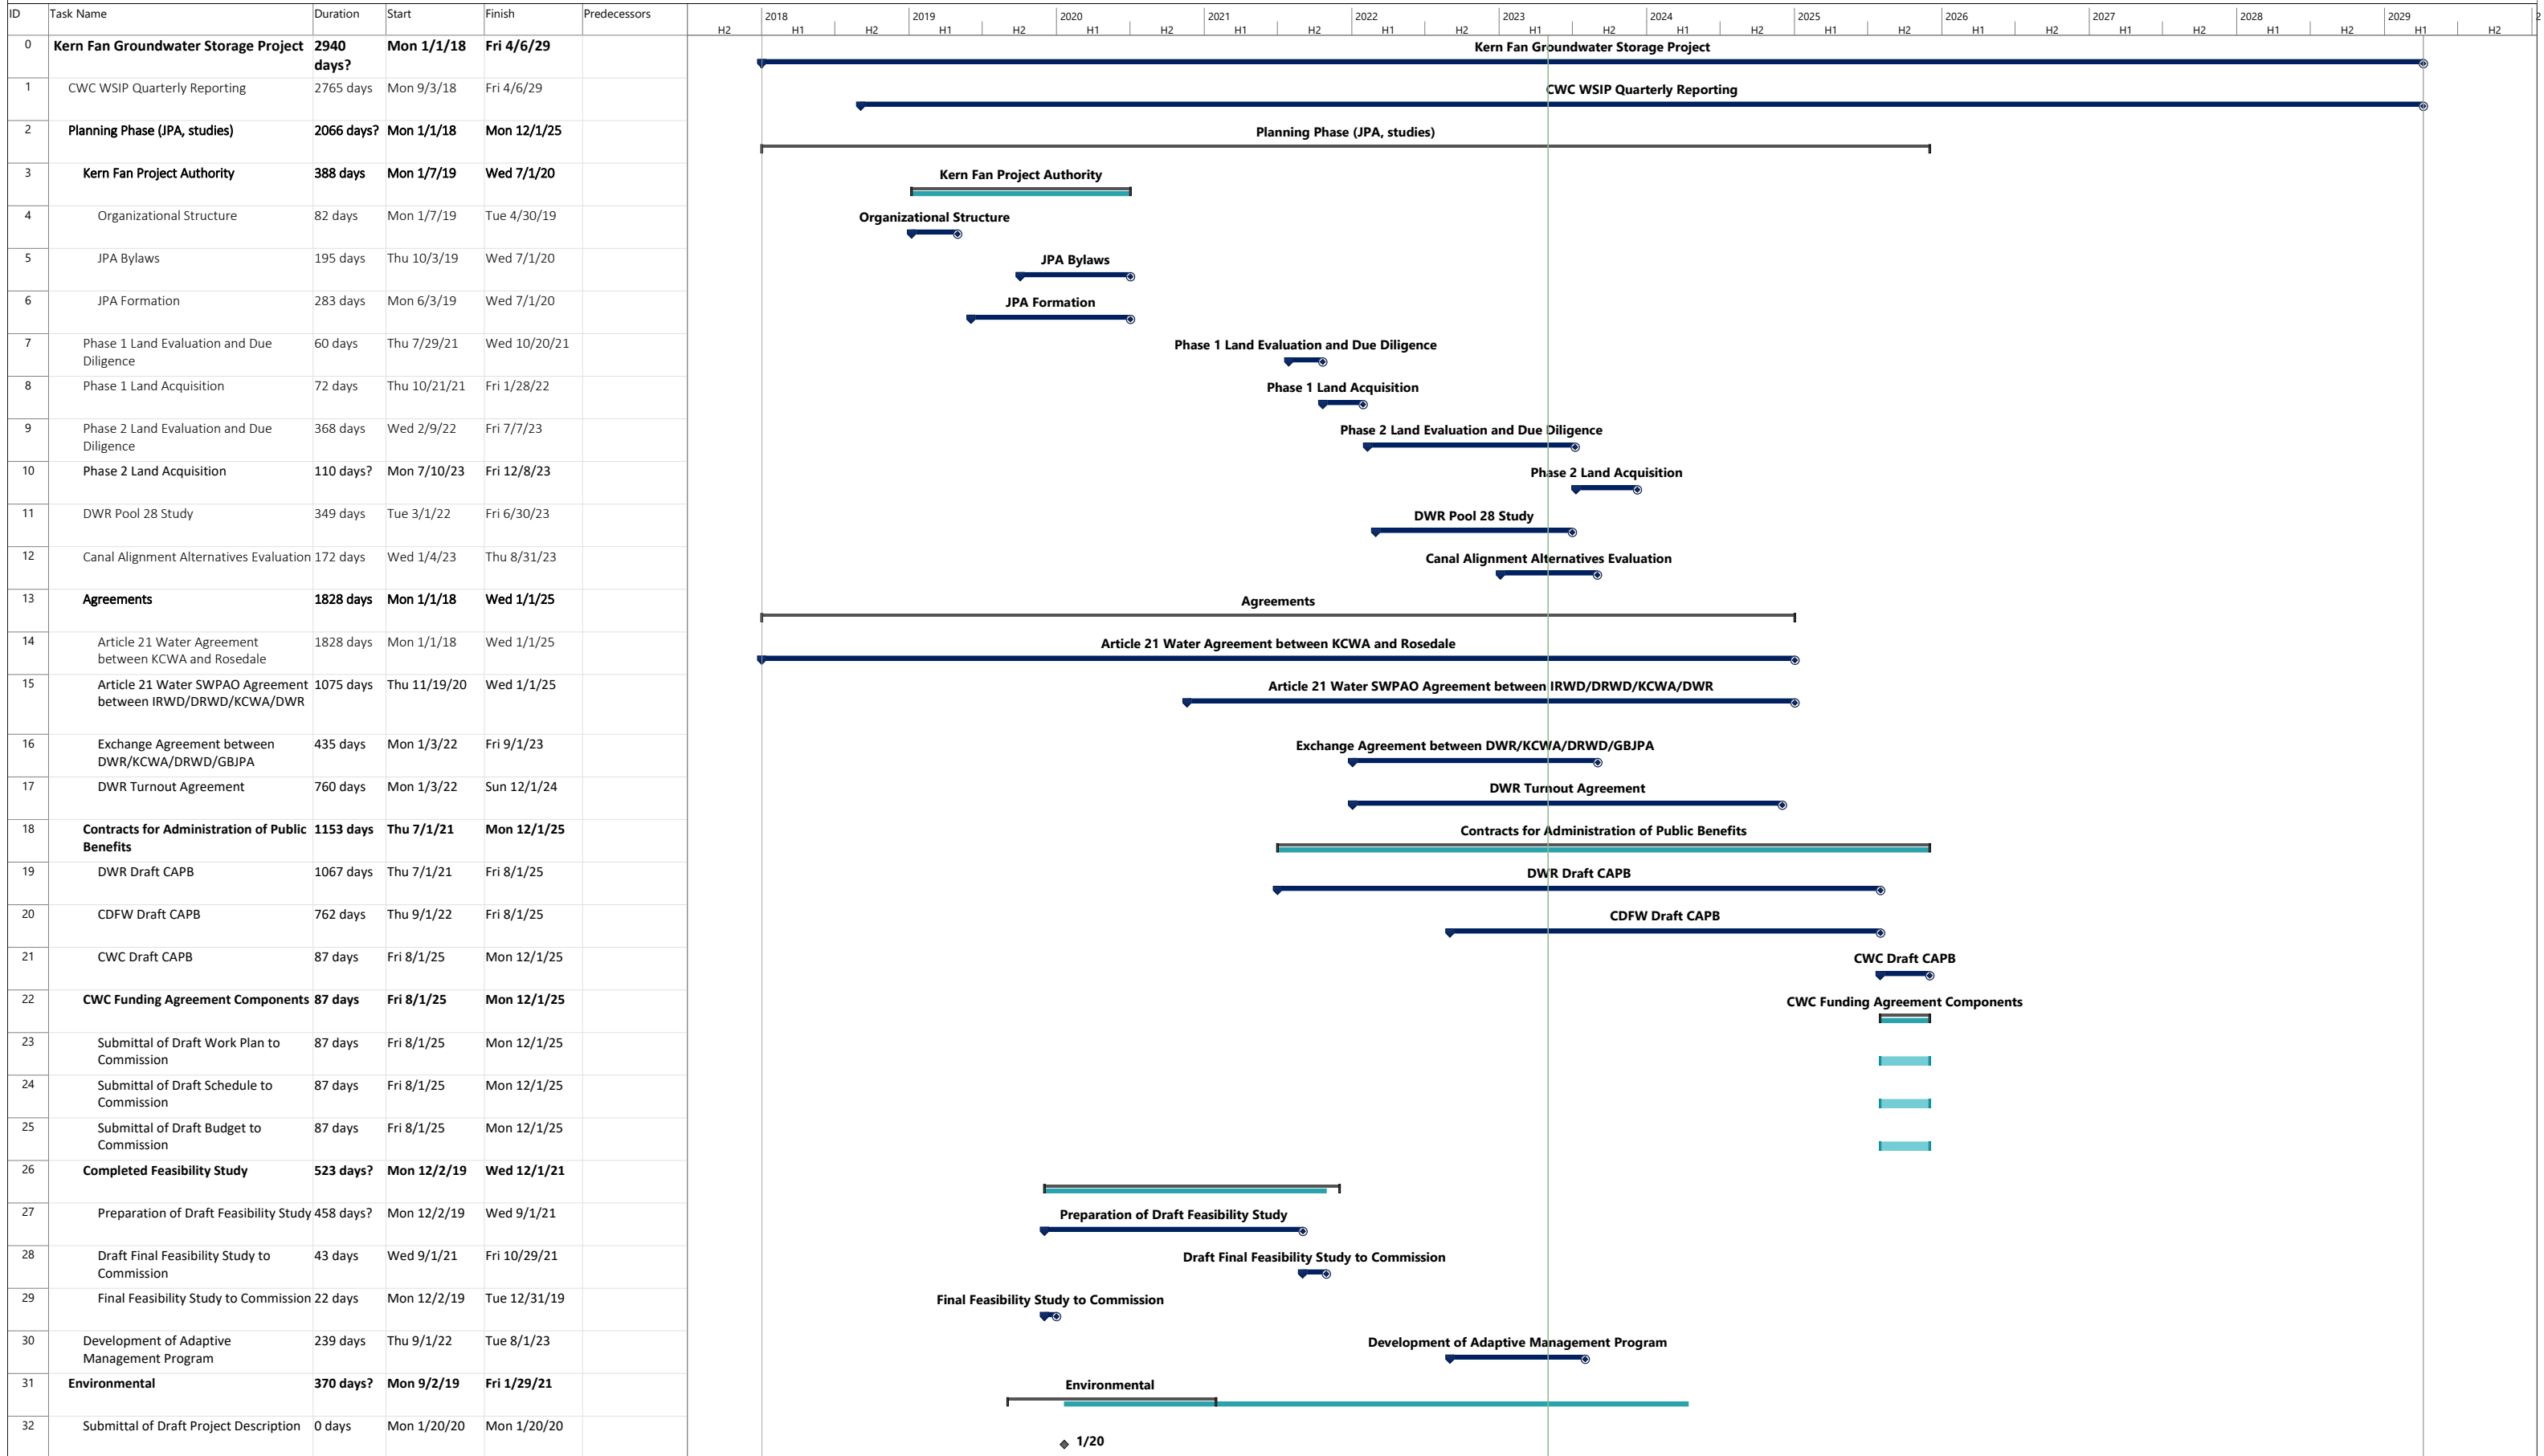 ID Task Name Duration Start Finish Predecessors
2018 2019 2020 2021 2022 2023 2024 2025 2026 2027 2028 2029 2
H2 H1 H2 H1 H2 H1 H2 H1 H2 H1 H2 H1 H2 H1 H2 H1 H2 H1 H2 H1 H2 H1 H2 H1 H2
0 Kern Fan Groundwater Storage Project 2940 Mon 1/1/18 Fri 4/6/29 Kern Fan Groundwater Storage Project
days?
1 CWC WSIP Quarterly Reporting 2765 days Mon 9/3/18 Fri 4/6/29 CWC WSIP Quarterly Reporting
2 Planning Phase (JPA, studies) 2066 days? Mon 1/1/18 Mon 12/1/25 Planning Phase (JPA, studies)
3 Kern Fan Project Authority 388 days Mon 1/7/19 Wed 7/1/20 Kern Fan Project Authority
4 Organizational Structure 82 days Mon 1/7/19 Tue 4/30/19 Organizational Structure
5 JPA Bylaws 195 days Thu 10/3/19 Wed 7/1/20 JPA Bylaws
6 JPA Formation 283 days Mon 6/3/19 Wed 7/1/20 JPA Formation
7 Phase 1 Land Evaluation and Due 60 days Thu 7/29/21 Wed 10/20/21 Phase 1 Land Evaluation and Due Diligence
Diligence
8 Phase 1 Land Acquisition 72 days Thu 10/21/21 Fri 1/28/22 Phase 1 Land Acquisition
9 Phase 2 Land Evaluation and Due 368 days Wed 2/9/22 Fri 7/7/23 Phase 2 Land Evaluation and Due Diligence
Diligence
10 Phase 2 Land Acquisition 110 days? Mon 7/10/23 Fri 12/8/23 Phase 2 Land Acquisition
11 DWR Pool 28 Study 349 days Tue 3/1/22 Fri 6/30/23 DWR Pool 28 Study
12 Canal Alignment Alternatives Evaluation 172 days Wed 1/4/23 Thu 8/31/23 Canal Alignment Alternatives Evaluation
13 Agreements 1828 days Mon 1/1/18 Wed 1/1/25 Agreements
14 Article 21 Water Agreement 1828 days Mon 1/1/18 Wed 1/1/25 Article 21 Water Agreement between KCWA and Rosedale
between KCWA and Rosedale
15 Article 21 Water SWPAO Agreement 1075 days Thu 11/19/20 Wed 1/1/25 Article 21 Water SWPAO Agreement between IRWD/DRWD/KCWA/DWR
between IRWD/DRWD/KCWA/DWR
16 Exchange Agreement between 435 days Mon 1/3/22 Fri 9/1/23 Exchange Agreement between DWR/KCWA/DRWD/GBJPA
DWR/KCWA/DRWD/GBJPA
17 DWR Turnout Agreement 760 days Mon 1/3/22 Sun 12/1/24 DWR Turnout Agreement
18 Contracts for Administration of Public 1153 days Thu 7/1/21 Mon 12/1/25 Contracts for Administration of Public Benefits
Benefits
19 DWR Draft CAPB 1067 days Thu 7/1/21 Fri 8/1/25 DWR Draft CAPB
20 CDFW Draft CAPB 762 days Thu 9/1/22 Fri 8/1/25 CDFW Draft CAPB
21 CWC Draft CAPB 87 days Fri 8/1/25 Mon 12/1/25 CWC Draft CAPB
22 CWC Funding Agreement Components 87 days Fri 8/1/25 Mon 12/1/25 CWC Funding Agreement Components
23 Submittal of Draft Work Plan to 87 days Fri 8/1/25 Mon 12/1/25
Commission
24 Submittal of Draft Schedule to 87 days Fri 8/1/25 Mon 12/1/25
Commission
25 Submittal of Draft Budget to 87 days Fri 8/1/25 Mon 12/1/25
Commission
26 Completed Feasibility Study 523 days? Mon 12/2/19 Wed 12/1/21
27 Preparation of Draft Feasibility Study 458 days? Mon 12/2/19 Wed 9/1/21 Preparation of Draft Feasibility Study
28 Draft Final Feasibility Study to 43 days Wed 9/1/21 Fri 10/29/21 Draft Final Feasibility Study to Commission
Commission
29 Final Feasibility Study to Commission 22 days Mon 12/2/19 Tue 12/31/19 Final Feasibility Study to Commission
30 Development of Adaptive 239 days Thu 9/1/22 Tue 8/1/23 Development of Adaptive Management Program
Management Program
31 Environmental 370 days? Mon 9/2/19 Fri 1/29/21 Environmental
32 Submittal of Draft Project Description 0 days Mon 1/20/20 Mon 1/20/20
1/20